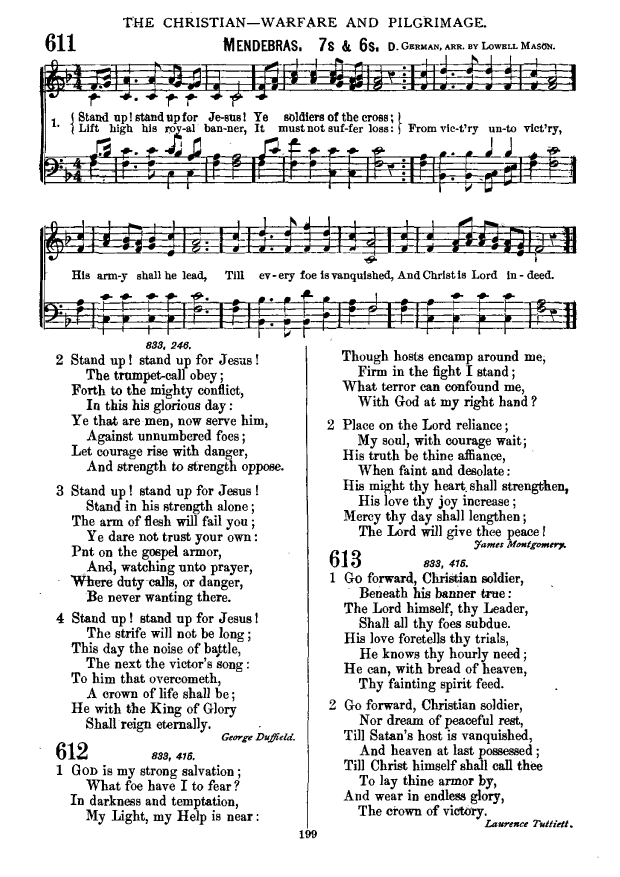 THE CHRISTIAN—WARFARE AND PILGRIMAGE.
611 MENDEBRAS. 7s & 6s. D. GERMAN, ARR. BY LOWELL MASON.
1. { Stand up! stand up for Je-sus! Ye soldiers of the cross; }
{ Lift high his roy-al ban-ner, It must not suf-fer loss: } From vic-t'ry un-to vict'ry,
His arm-y shall he lead, Till ev-ery foe is vanquished, And Christ is Lord in-deed.
833, 246.
2 Stand up! stand up for Jesus!
The trumpet-call obey;
Forth to the mighty conflict,
In this his glorious day:
Ye that are men, now serve him,
Against unnumbered foes;
Let courage rise with danger,
And strength to strength oppose.
3 Stand up! stand up for Jesus!
Stand in his strength alone;
The arm of flesh will fail you;
Ye dare not trust your own:
Pnt on the gospel armor,
And, watching unto prayer,
Where duty calls, or danger,
Be never wanting there.
4 Stand up! stand up for Jesus!
The strife will not be long;
This day the noise of battle,
The next the victor's song:
To him that overcometh,
A crown of life shall be;
He with the King of Glory
Shall reign eternally.
George Duffield.
612 833, 415.
1 GOD is my strong salvation;
What foe have I to fear?
In darkness and temptation,
My Light, my Help is near:
Though hosts encamp around me,
Firm in the fight I stand;
What terror can confound me,
With God at my right hand?
2 Place on the Lord reliance;
My soul, with courage wait;
His truth be thine affiance,
When faint and desolate:
His might thy heart shall strengthen,
His love thy joy increase;
Mercy thy day shall lengthen;
The Lord will give thee peace!
James Montgomery.
613 833, 415.
1 Go forward, Christian soldier,
Beneath his banner true:
The Lord himself, thy Leader,
Shall all thy foes subdue.
His love foretells thy trials,
He knows thy hourly need;
He can, with bread of heaven,
Thy fainting spirit feed.
2 Go forward, Christian soldier,
Nor dream of peaceful rest,
Till Satan's host is vanquished,
And heaven at last possessed;
Till Christ himself shall call thee
To lay thine armor by,
And wear in endless glory,
The crown of victory.
Laurence Tuttiett.
199